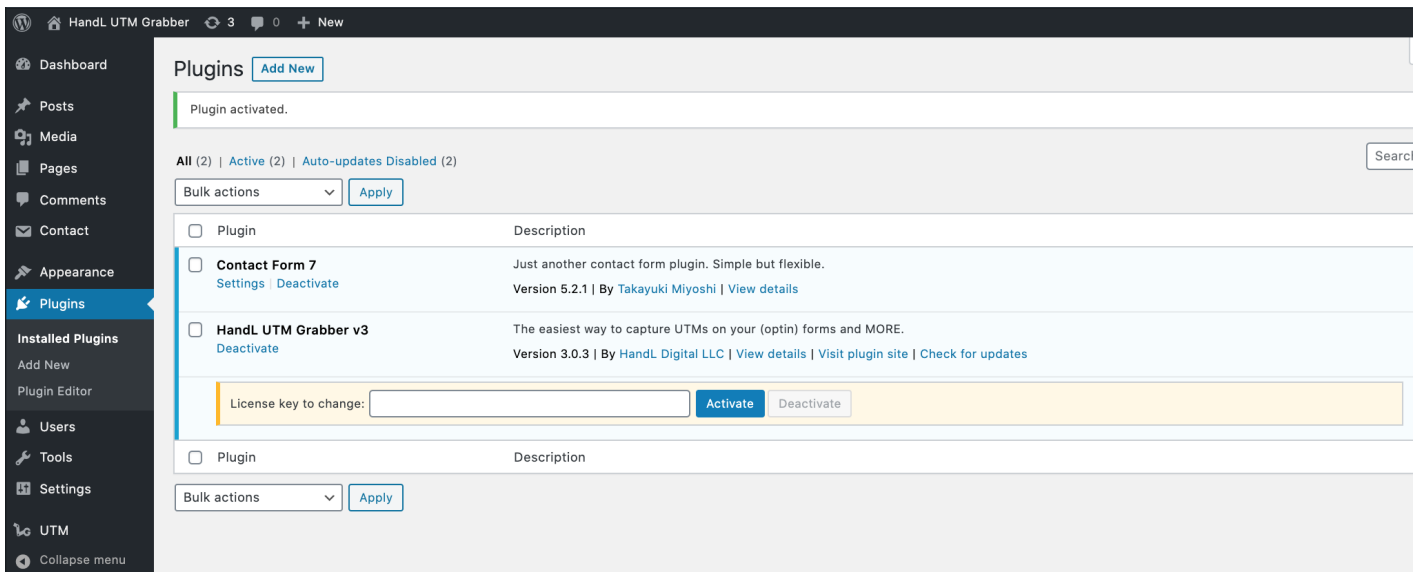 HandL UTM Grabber 3 0 + New
Dashboard
Posts
Media
Pages
Comments
Contact
Appearance
Plugins
Installed Plugins
Add New
Plugin Editor
Users
Tools
Settings
UTM
Collapse menu
Plugins Add New
Plugin activated.
All (2) | Active (2) | Auto-updates Disabled (2)
Search
Bulk actions Apply
Plugin Description
Contact Form 7 Just another contact form plugin. Simple but flexible.
Settings | Deactivate Version 5.2.1 | By Takayuki Miyoshi | View details
HandL UTM Grabber v3 The easiest way to capture UTMs on your (optin) forms and MORE.
Deactivate Version 3.0.3 | By HandL Digital LLC | View details | Visit plugin site | Check for updates
License key to change: Activate Deactivate
Plugin Description
Bulk actions Apply